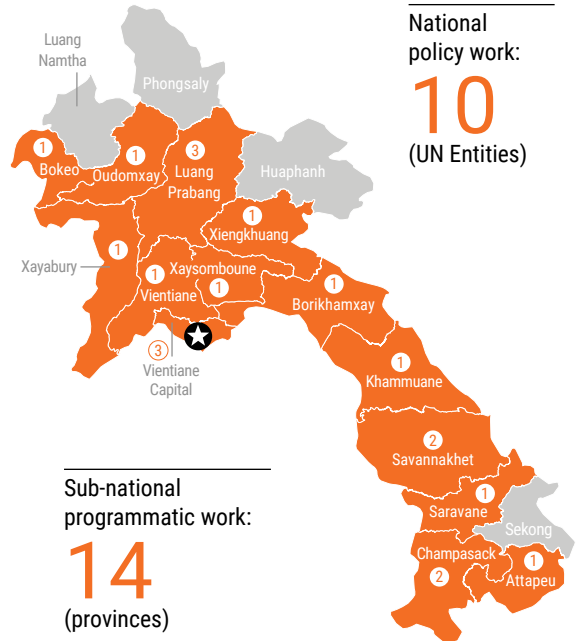 National
policy work:
10
(UN Entities)
Luang
Namtha
Phongsaly
1
Bokeo
1
Oudomxay
3
Luang
Prabang
Huaphanh
1
Xiengkhuang
1
Xayabury
1
Vientiane
Xaysomboune
1
1
Borikhamxay
3
Vientiane
Capital
1
Khammuane
2
Savannakhet
1
Saravane
Sekong
Champasack
2
1
Attapeu
Sub-national
programmatic work:
14
(provinces)